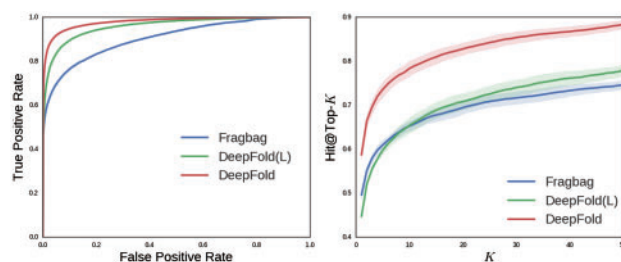 1.0
0.8
0.6
0.4
0.2
0.0
True Positive Rate
0.0 0.2 0.4 0.6 0.8 1.0
False Positive Rate
Fragbag
DeepFold(L)
DeepFold
0.9
0.8
0.7
0.6
0.5
0.4
Hit@Top-K
0 10 20 30 40
K
Fragbag
DeepFold(L)
DeepFold